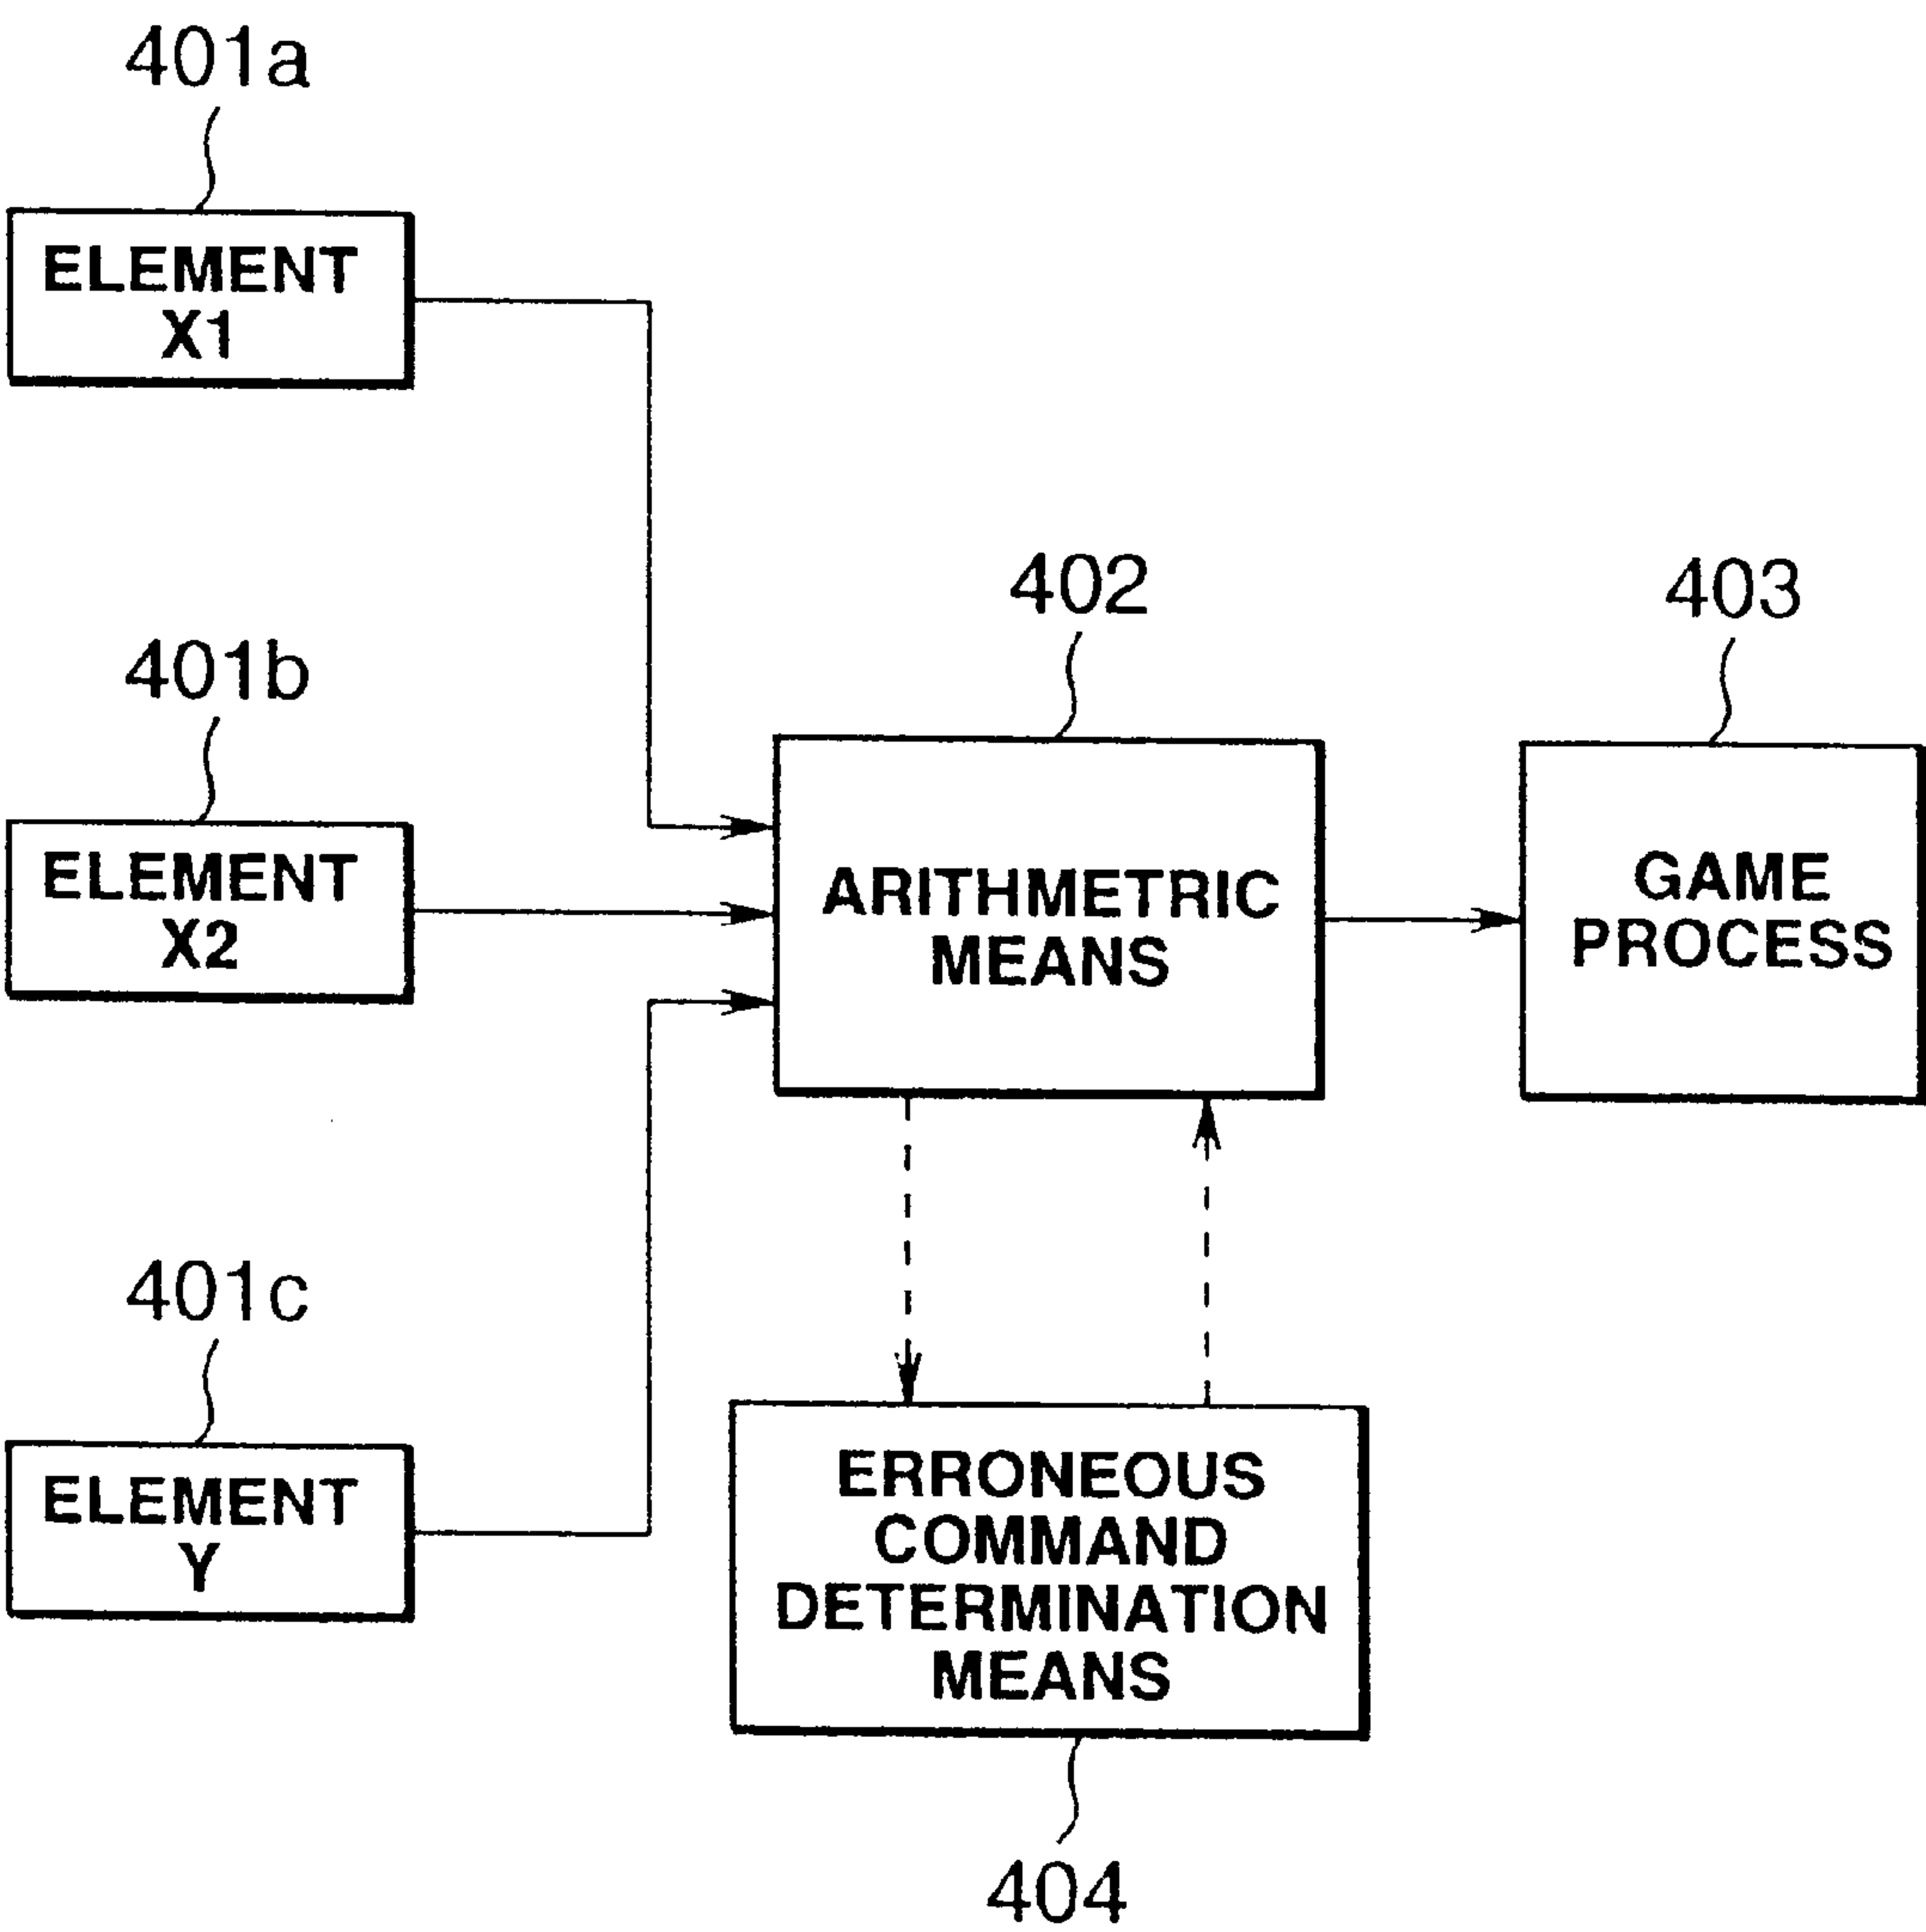 401a
ELEMENT
X1
401b
ELEMENT
X2
401c
ELEMENT
Y
402
ARITHMETRIC
MEANS
403
GAME
PROCESS
ERRONEOUS
COMMAND
DETERMINATION
MEANS
404